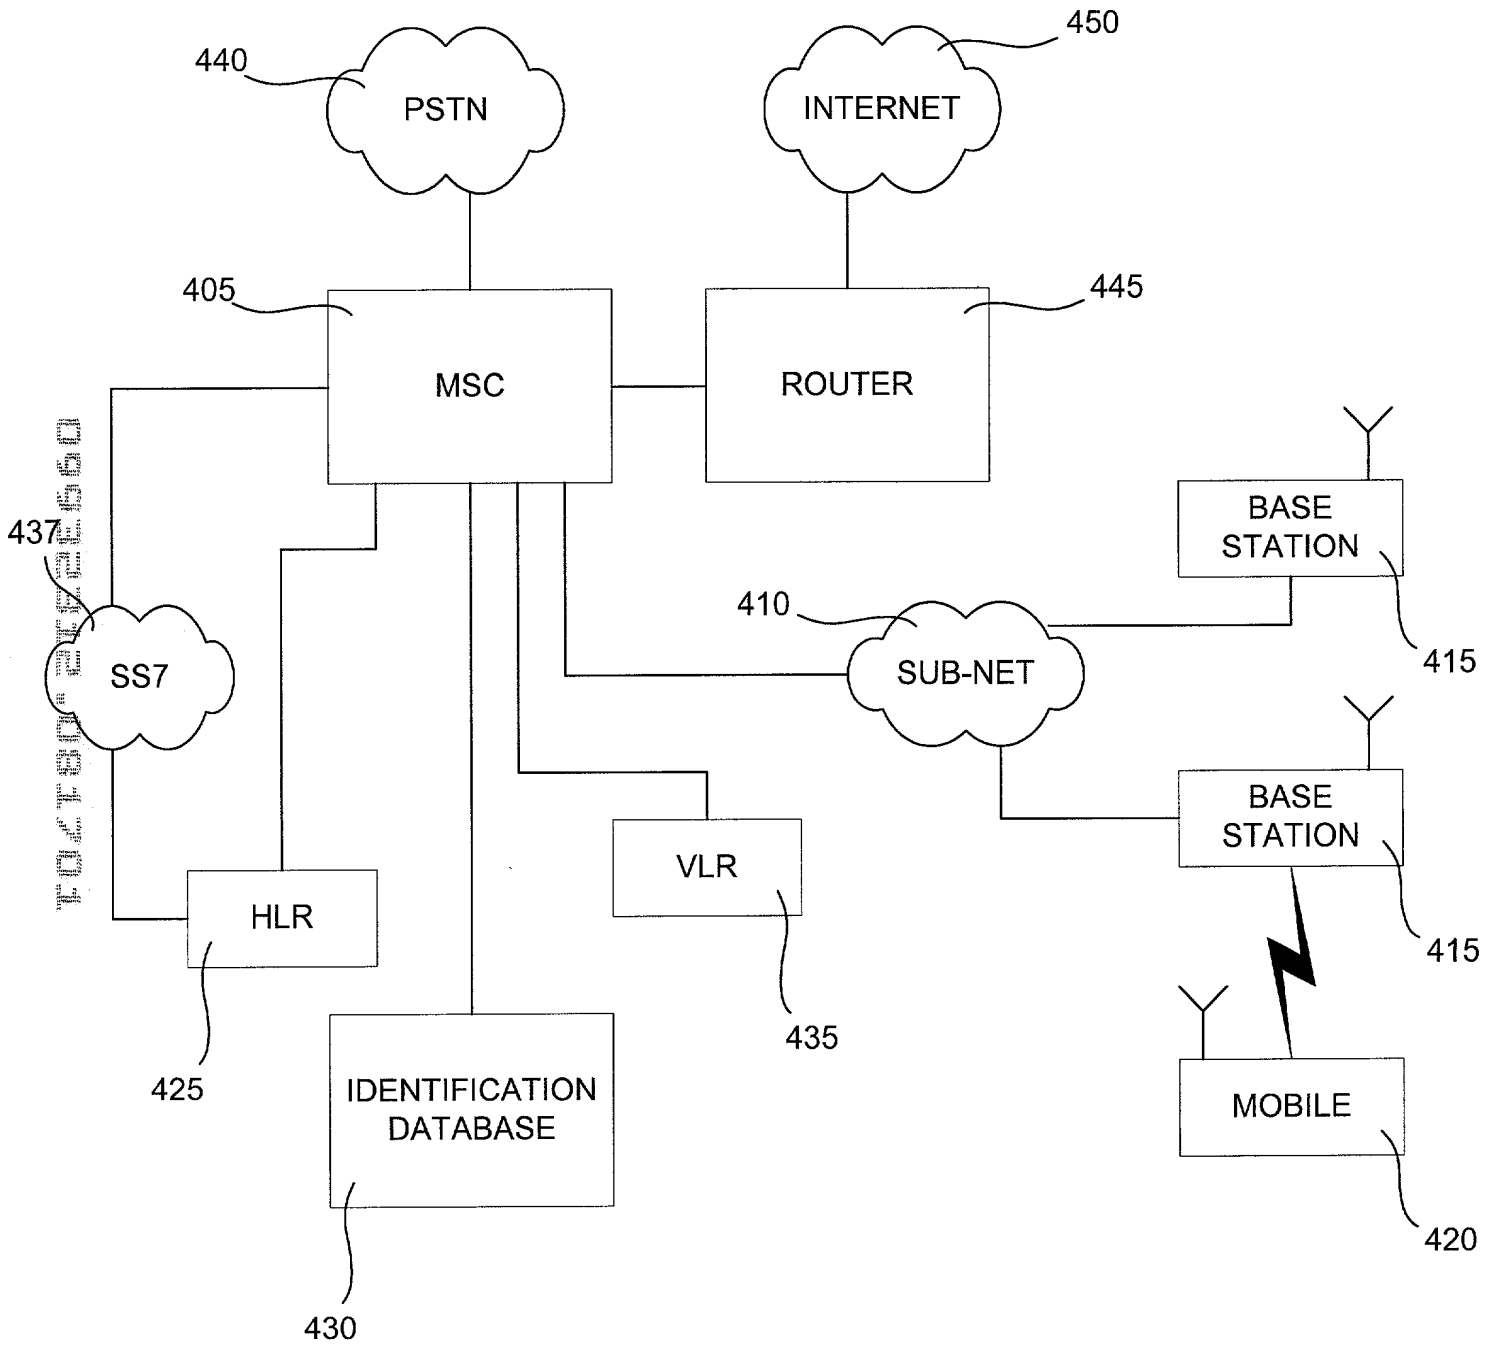 450
440
PSTN
INTERNET
405
445
MSC
ROUTER
BASE
STATION
437
410
415
SS7
SUB-NET
BASE
STATION
VLR
HLR
415
435
425
IDENTIFICATION
DATABASE
MOBILE
420
430